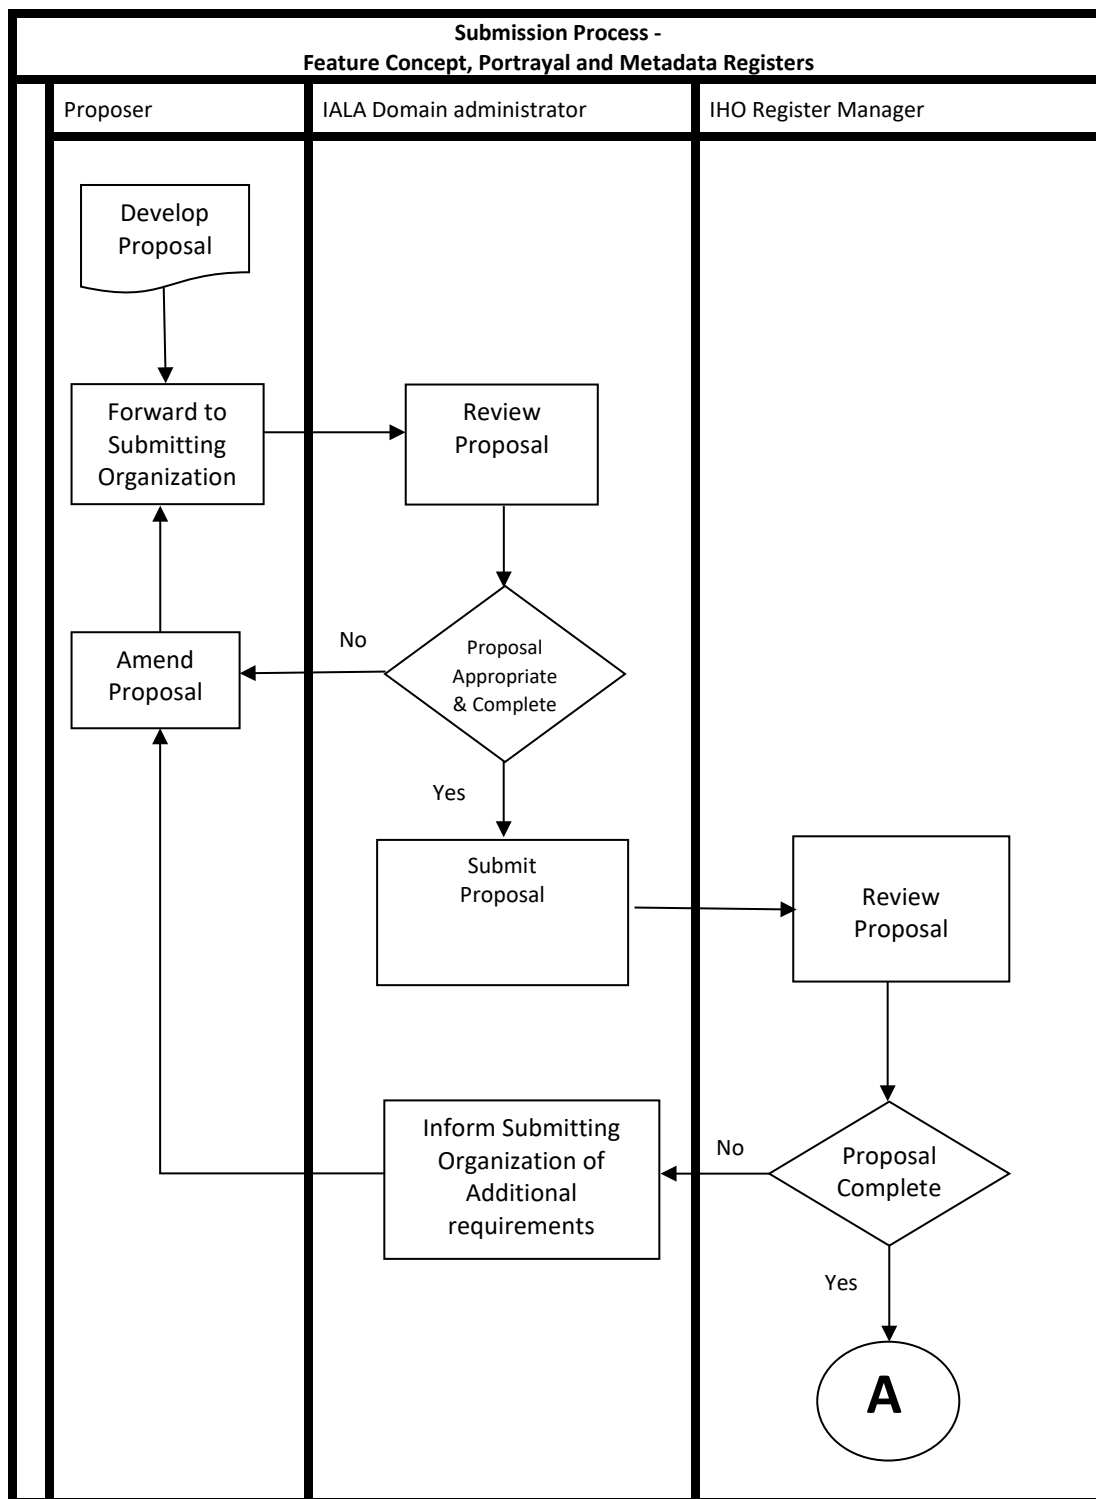 Submission Process -
Feature Concept, Portrayal and Metadata Registers
Proposer
IALA Domain administrator
IHO Register Manager
Develop
Proposal
Forward to
Submitting
Organization
Review
Proposal
Amend
Proposal
No
Proposal
Appropriate
& Complete
Yes
Submit
Proposal
Review
Proposal
Inform Submitting
Organization of
Additional
requirements
No
Proposal
Complete
Yes
A